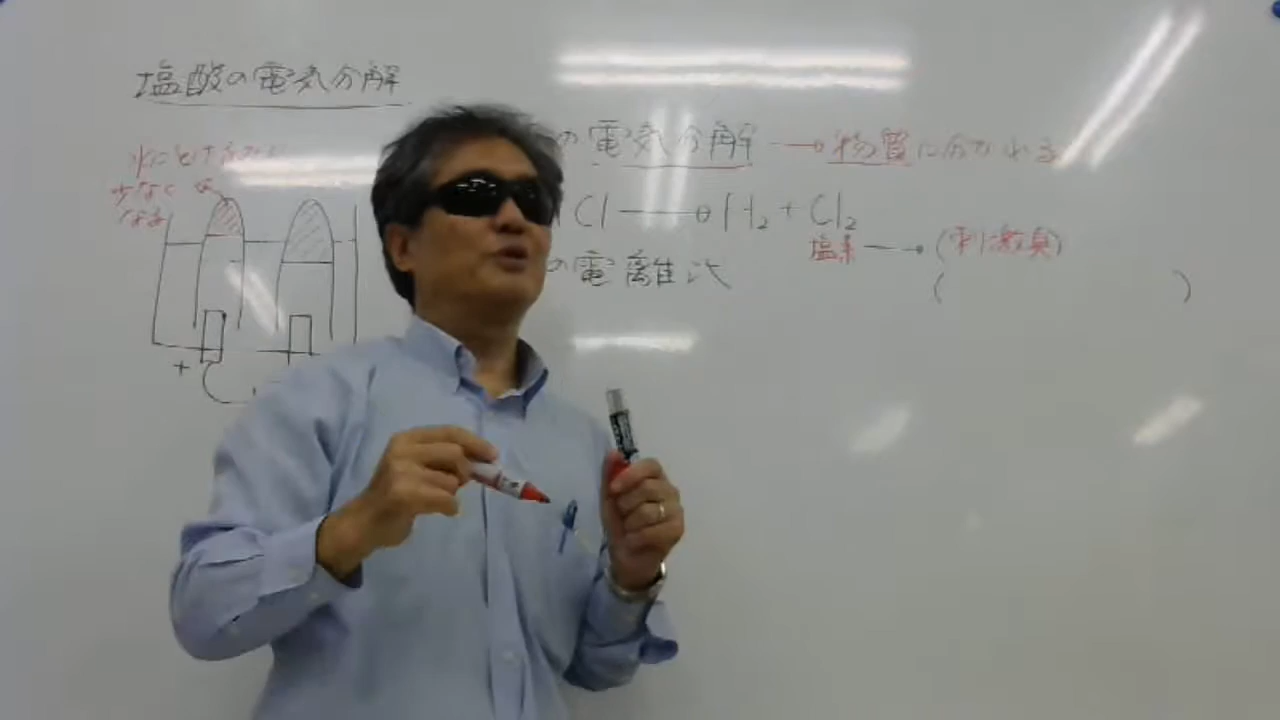 塩酸の電気分解
水にとけるので
少なく
なる
+
の電気分解 → 物質に分かれる
Cl → H₂ + Cl₂
塩素 → (刺激臭)
( )
の電離式